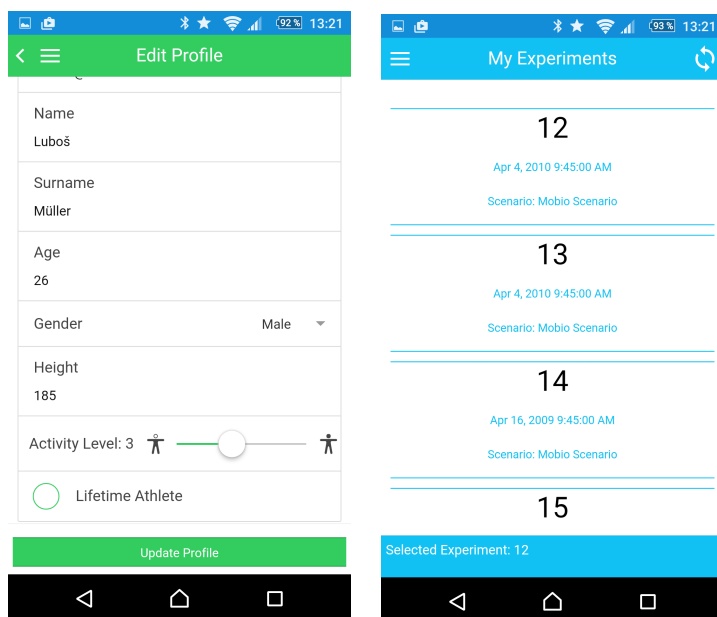 92 % 13:21
Edit Profile
Name
Luboš
Surname
Müller
Age
26
Gender Male
Height
185
Activity Level: 3
Lifetime Athlete
Update Profile
93 % 13:21
My Experiments
12
Apr 4, 2010 9:45:00 AM
Scenario: Mobio Scenario
13
Apr 4, 2010 9:45:00 AM
Scenario: Mobio Scenario
14
Apr 16, 2009 9:45:00 AM
Scenario: Mobio Scenario
15
Selected Experiment: 12